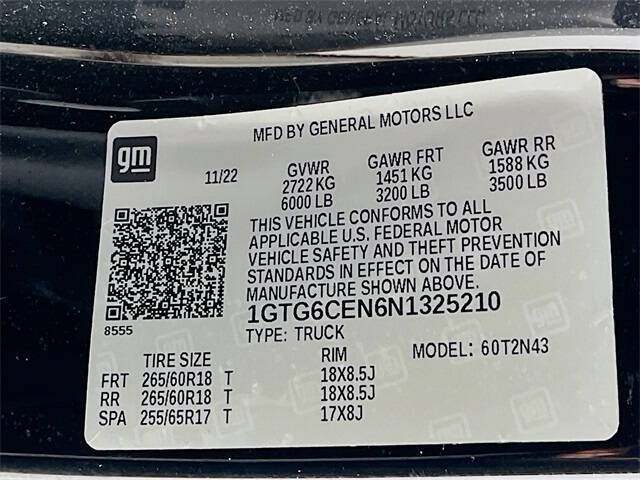 MFD BY GENERAL MOTORS LLC
gm
11/22
GVWR GAWR FRT GAWR RR
2722 KG 1451 KG 1588 KG
6000 LB 3200 LB 3500 LB
THIS VEHICLE CONFORMS TO ALL
APPLICABLE U.S. FEDERAL MOTOR
VEHICLE SAFETY AND THEFT PREVENTION
STANDARDS IN EFFECT ON THE DATE OF
MANUFACTURE SHOWN ABOVE.
8555
1GTG6CEN6N1325210
TYPE: TRUCK
MODEL: 60T2N43
TIRE SIZE RIM
FRT 265/60R18 T 18X8.5J
RR 265/60R18 T 18X8.5J
SPA 255/65R17 T 17X8J